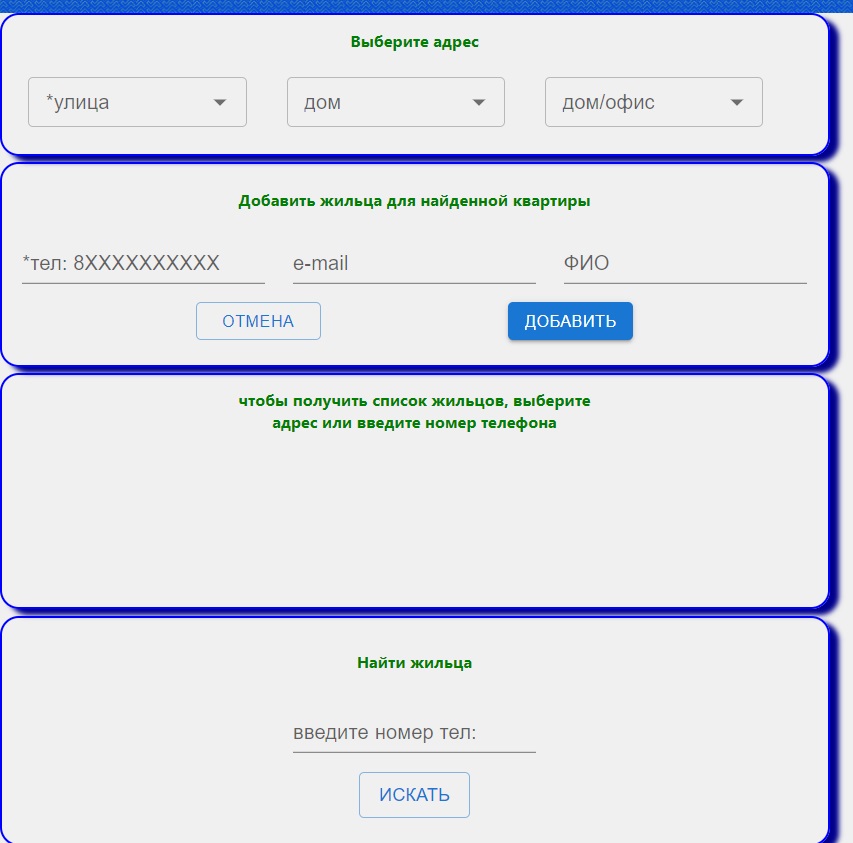 Выберите адрес
*улица
дом
дом/офис
Добавить жильца для найденной квартиры
*тел: 8XXXXXXXXXX
e-mail
ФИО
ОТМЕНА
ДОБАВИТЬ
чтобы получить список жильцов, выберите
адрес или введите номер телефона
Найти жильца
введите номер тел:
ИСКАТЬ